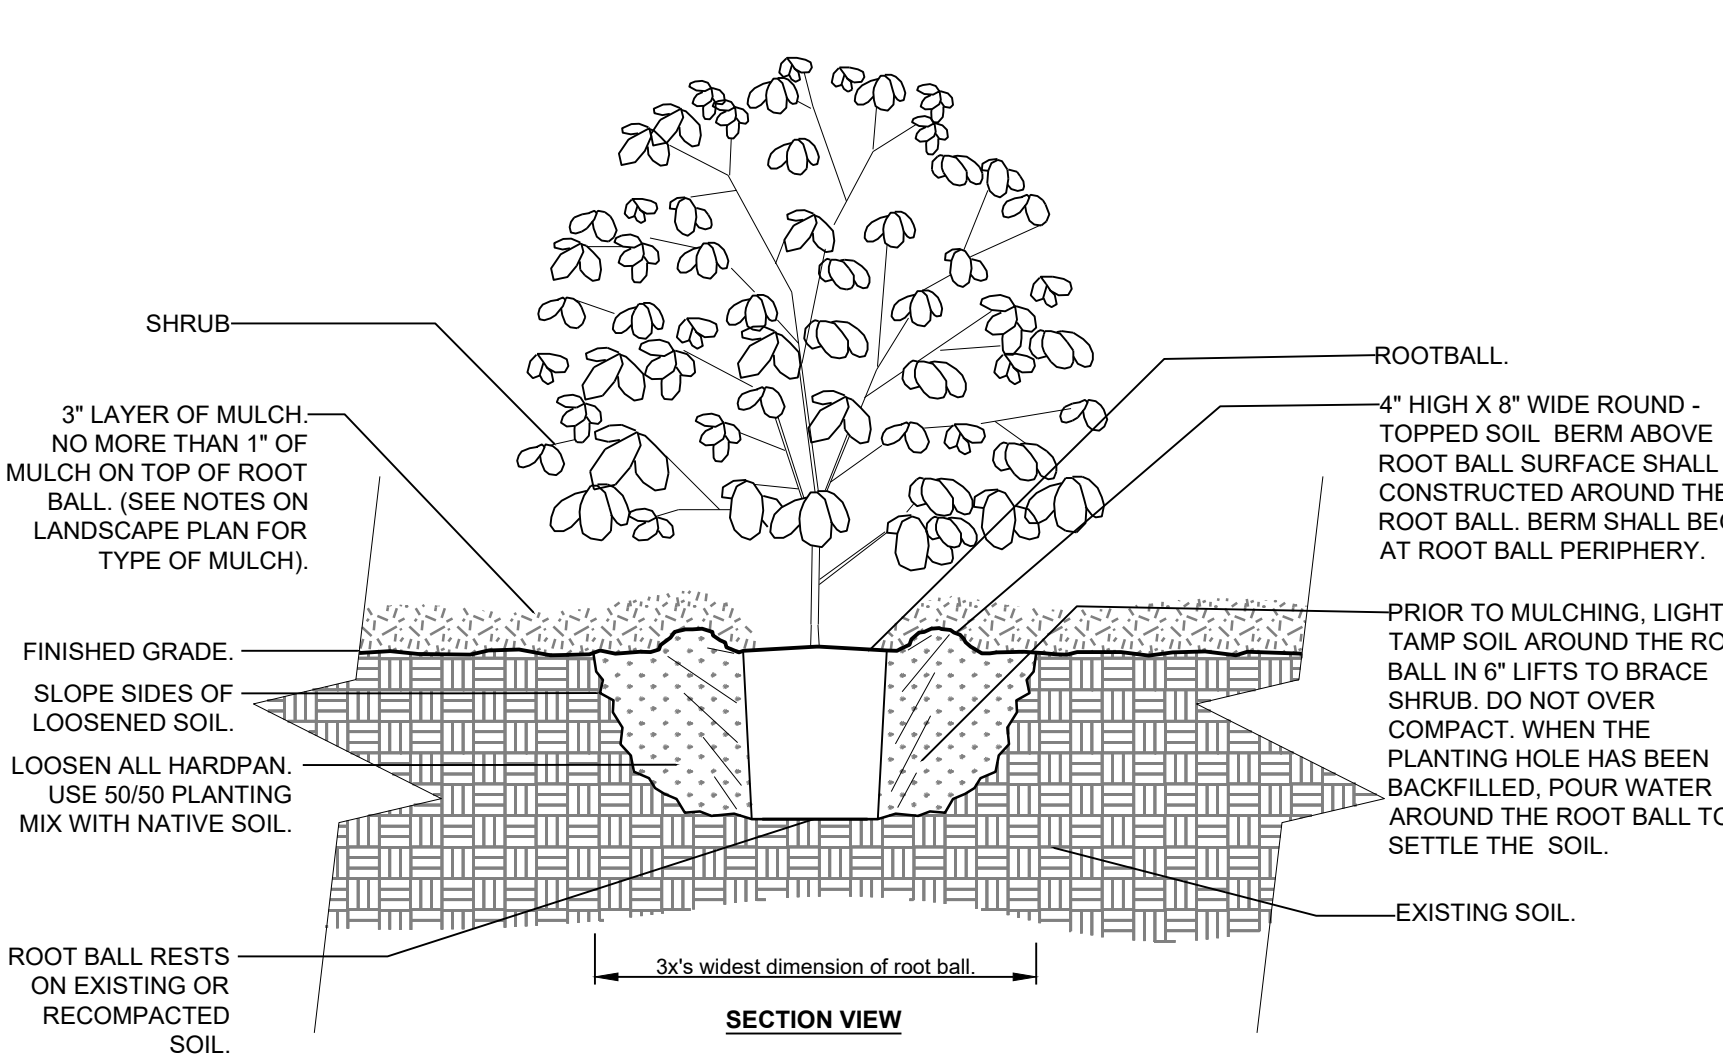 SHRUB
3" LAYER OF MULCH.
NO MORE THAN 1" OF
MULCH ON TOP OF ROOT
BALL. (SEE NOTES ON
LANDSCAPE PLAN FOR
TYPE OF MULCH).
FINISHED GRADE.
SLOPE SIDES OF
LOOSENED SOIL.
LOOSEN ALL HARDPAN.
USE 50/50 PLANTING
MIX WITH NATIVE SOIL.
ROOT BALL RESTS
ON EXISTING OR
RECOMPACTED
SOIL.
ROOTBALL.
4" HIGH X 8" WIDE ROUND -
TOPPED SOIL BERM ABOVE
ROOT BALL SURFACE SHALL
CONSTRUCTED AROUND THE
ROOT BALL. BERM SHALL
AT ROOT BALL PERIPHERY.
PRIOR TO MULCHING,
TAMP SOIL AROUND THE
BALL IN 6" LIFTS TO BRACE
SHRUB. DO NOT OVER
COMPACT. WHEN THE
PLANTING HOLE HAS BEEN
BACKFILLED, POUR WATER
AROUND THE ROOT BALL TO
SETTLE THE SOIL.
EXISTING SOIL.
3x's widest dimension of root ball.
SECTION VIEW